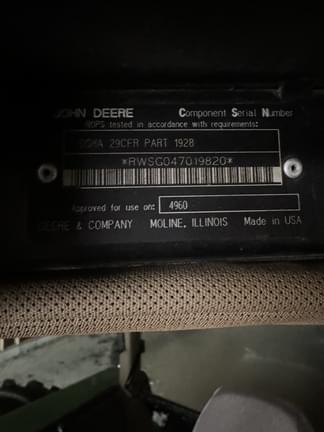 JOHN DEERE Component Serial Number
ROPS tested in accordance with requirements:
OSHA 29CFR PART 1928
*RWSG047019820*
Approved for use on: 4960
DEERE & COMPANY MOLINE, ILLINOIS Made in USA